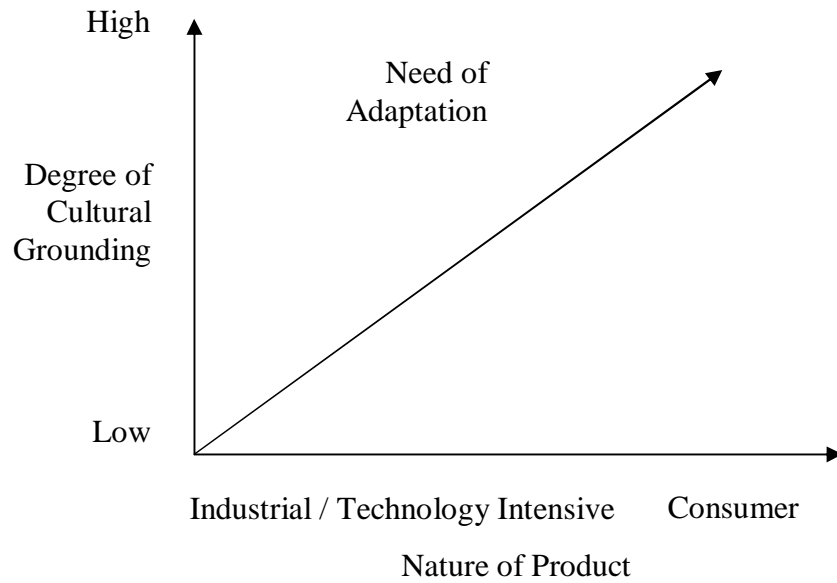 High
Need of
Adaptation
Degree of
Cultural
Grounding
Low
Industrial / Technology Intensive
Consumer
Nature of Product